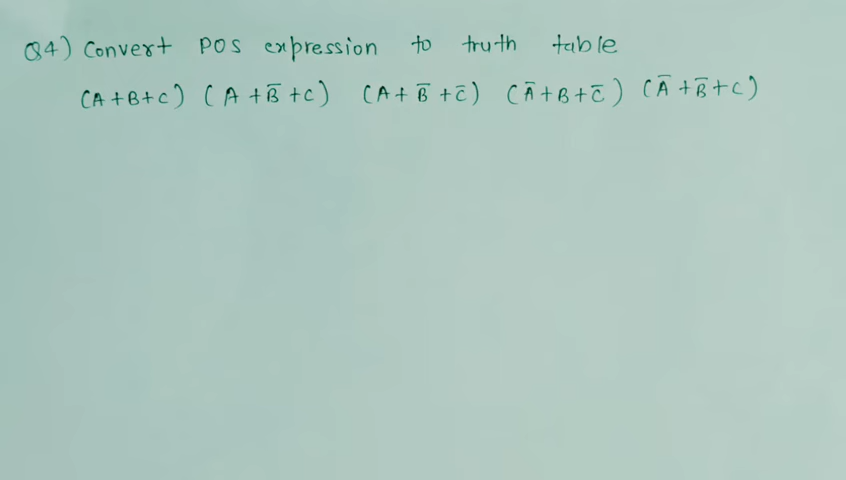 Q4) Convert POS expression to truth table
(A+B+C) (A+B̅+C) (A+B̅+C̅) (A̅+B+C̅) (A̅+B̅+C)